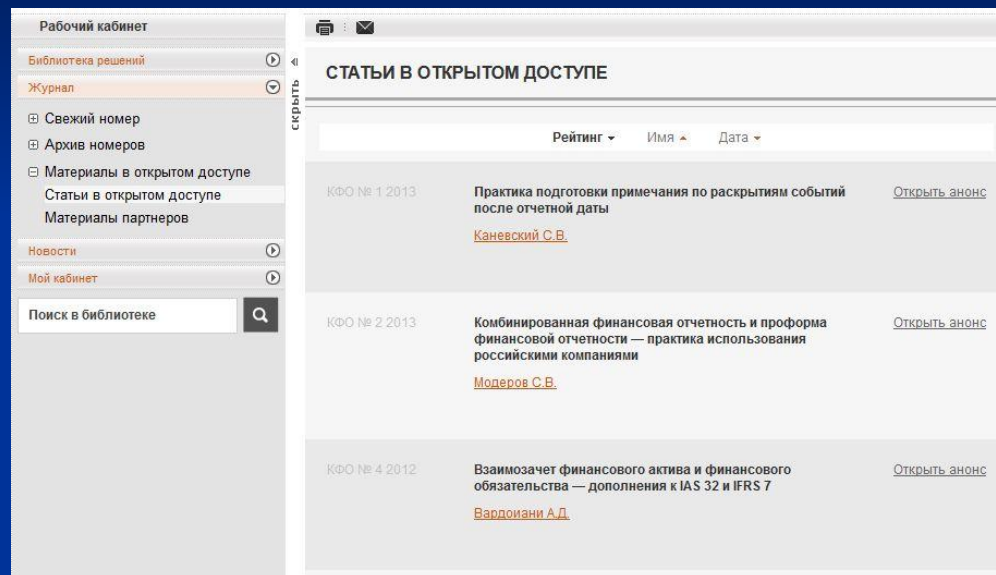 Рабочий кабинет
Библиотека решений
Журнал
Свежий номер
Архив номеров
Материалы в открытом доступе
Статьи в открытом доступе
Материалы партнеров
Новости
Мой кабинет
Поиск в библиотеке
скрыть
СТАТЬИ В ОТКРЫТОМ ДОСТУПЕ
Рейтинг Имя Дата
КФО № 1 2013
Практика подготовки примечания по раскрытиям событий
после отчетной даты
Каневский С.В.
Открыть анонс
КФО № 2 2013
Комбинированная финансовая отчетность и проформа
финансовой отчетности — практика использования
российскими компаниями
Модеров С.В.
Открыть анонс
КФО № 4 2012
Взаимозачет финансового актива и финансового
обязательства — дополнения к IAS 32 и IFRS 7
Вардоиани А.Д.
Открыть анонс